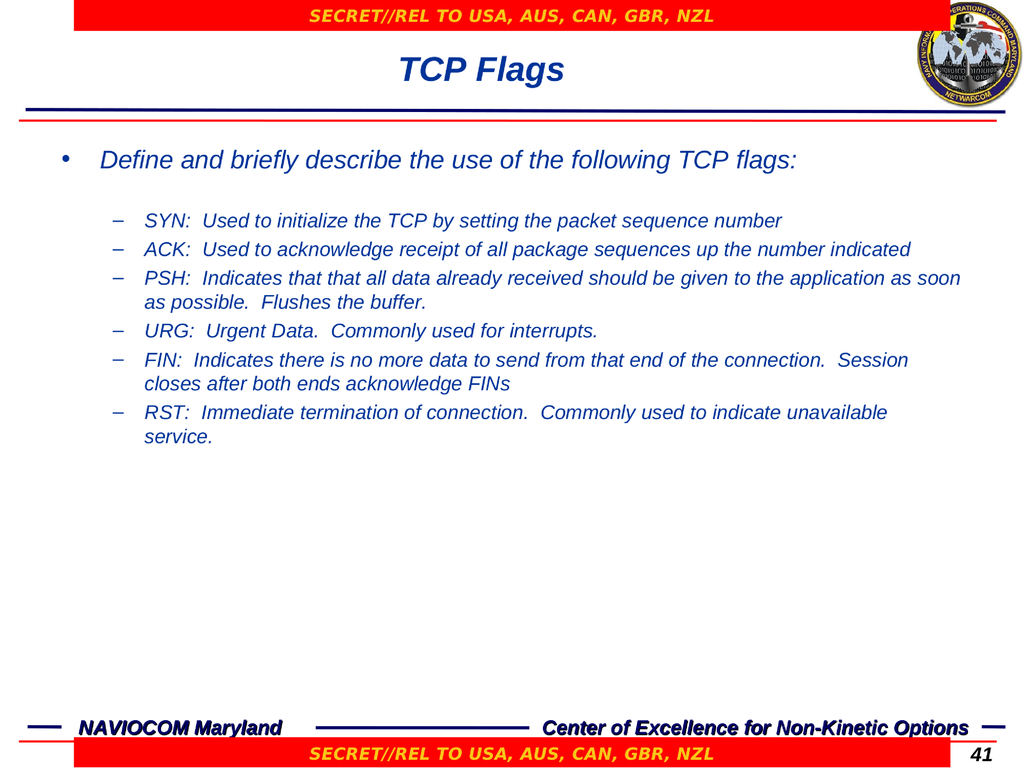 SECRET//REL TO USA, AUS, CAN, GBR, NZL
TCP Flags
• Define and briefly describe the use of the following TCP flags:
– SYN: Used to initialize the TCP by setting the packet sequence number
– ACK: Used to acknowledge receipt of all package sequences up the number indicated
– PSH: Indicates that that all data already received should be given to the application as soon
as possible. Flushes the buffer.
– URG: Urgent Data. Commonly used for interrupts.
– FIN: Indicates there is no more data to send from that end of the connection. Session
closes after both ends acknowledge FINs
– RST: Immediate termination of connection. Commonly used to indicate unavailable
service.
NAVIOCOM Maryland
Center of Excellence for Non-Kinetic Options
SECRET//REL TO USA, AUS, CAN, GBR, NZL
41
NETWARCOM